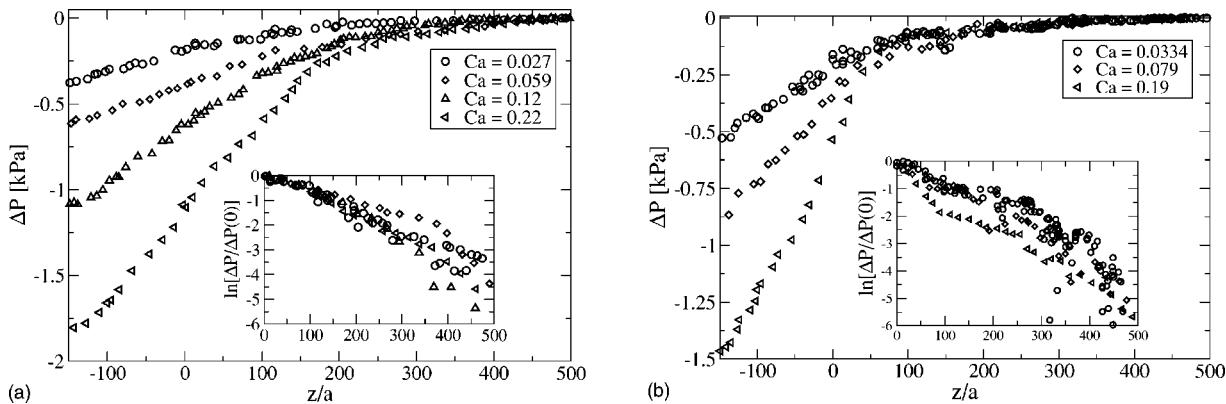 0
-0.5
-1
-1.5
-2
ΔP [kPa]
Ca = 0.027
Ca = 0.059
Ca = 0.12
Ca = 0.22
0
-1
-2
-3
-4
-5
-6
ln[ΔP/ΔP(0)]
0 100 200 300 400 500
-100 0 100 200 300 400 500
(a)
z/a
0
-0.25
-0.5
-0.75
-1
-1.25
-1.5
ΔP [kPa]
Ca = 0.0334
Ca = 0.079
Ca = 0.19
0
-1
-2
-3
-4
-5
-6
ln[ΔP/ΔP(0)]
0 100 200 300 400 500
-100 0 100 200 300 400 500
(b)
z/a